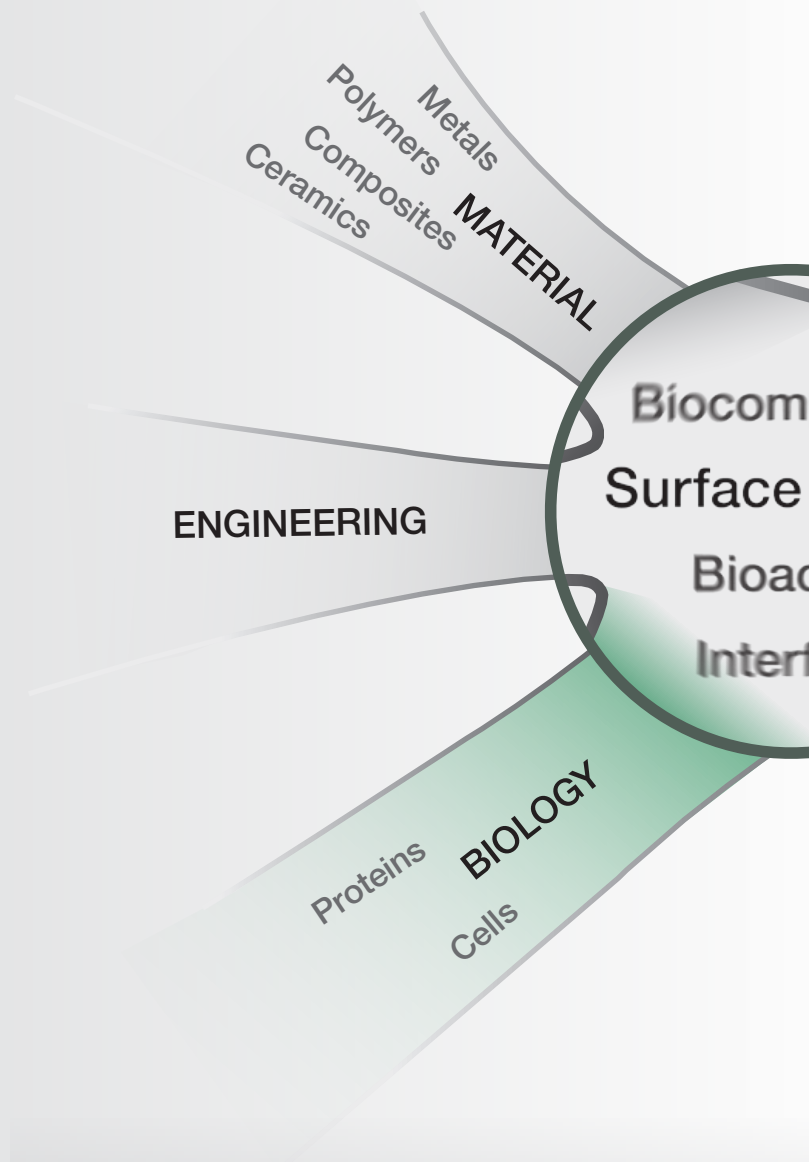 Metals
Polymers
Composites
Ceramics
MATERIAL
Biocom
Surface
ENGINEERING
Bioac
Interf
BIOLOGY
Proteins
Cells